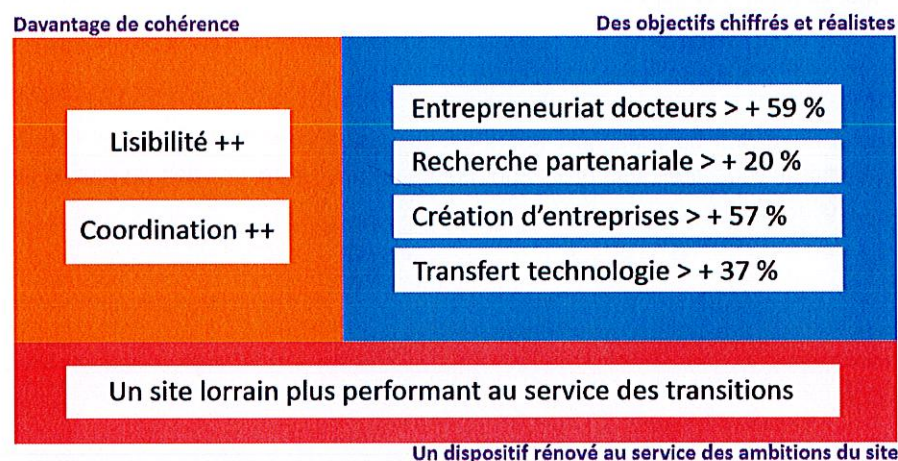 Davantage de cohérence
Des objectifs chiffrés et réalistes
Lisibilité ++
Coordination ++
Entrepreneuriat docteurs > + 59 %
Recherche partenariale > + 20 %
Création d'entreprises > + 57 %
Transfert technologie > + 37 %
Un site lorrain plus performant au service des transitions
Un dispositif rénové au service des ambitions du site